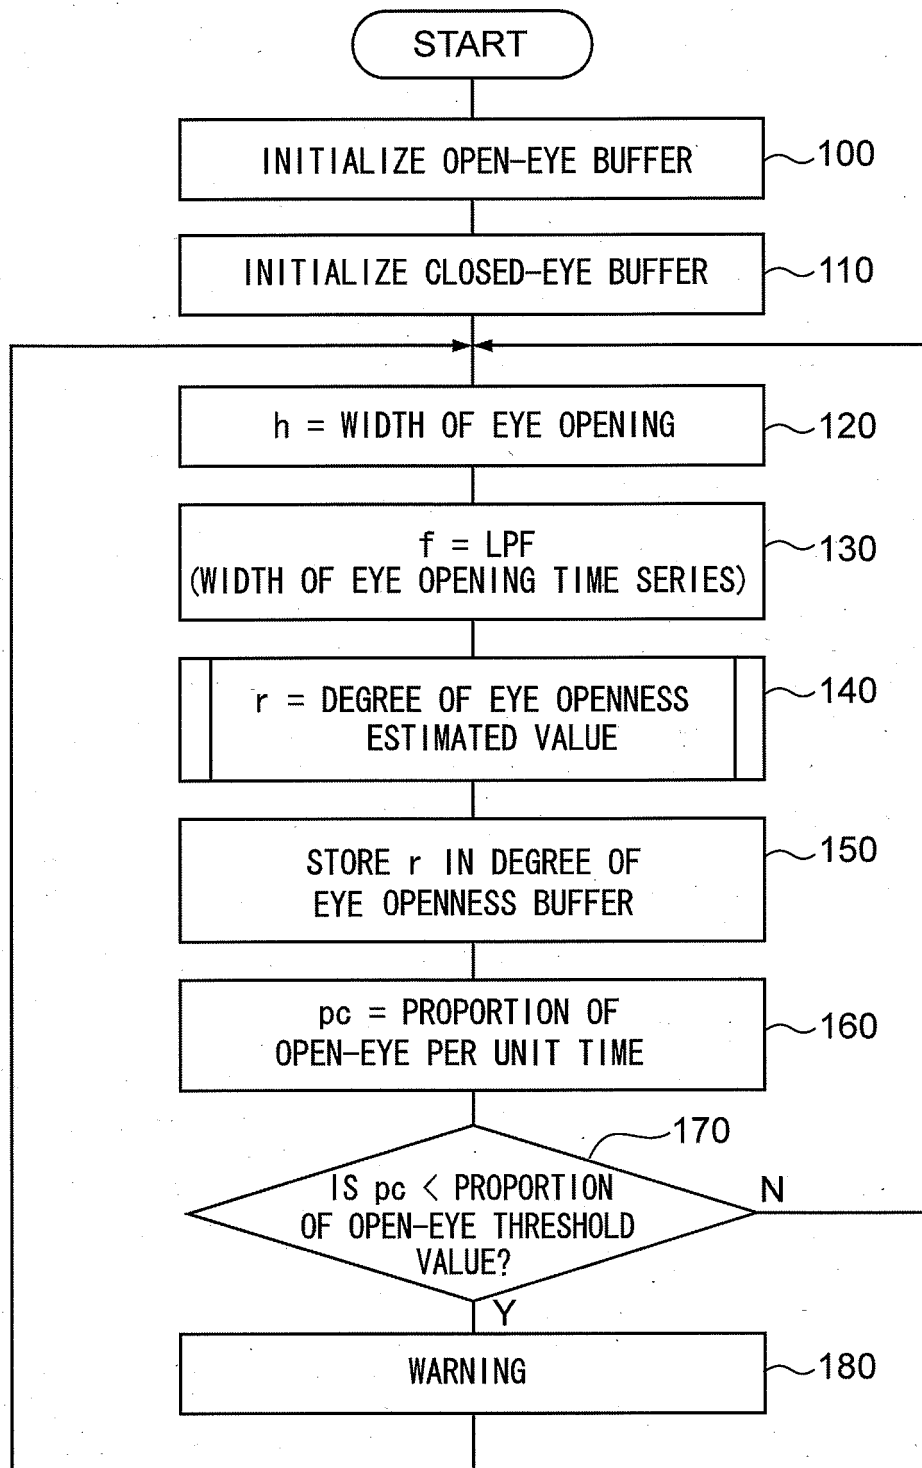 START
INITIALIZE OPEN-EYE BUFFER
100
INITIALIZE CLOSED-EYE BUFFER
110
h = WIDTH OF EYE OPENING
120
f = LPF
(WIDTH OF EYE OPENING TIME SERIES)
130
r = DEGREE OF EYE OPENNESS
ESTIMATED VALUE
140
STORE r IN DEGREE OF
EYE OPENNESS BUFFER
150
pc = PROPORTION OF
OPEN-EYE PER UNIT TIME
160
170
IS pc < PROPORTION
OF OPEN-EYE THRESHOLD
VALUE?
N
Y
WARNING
180